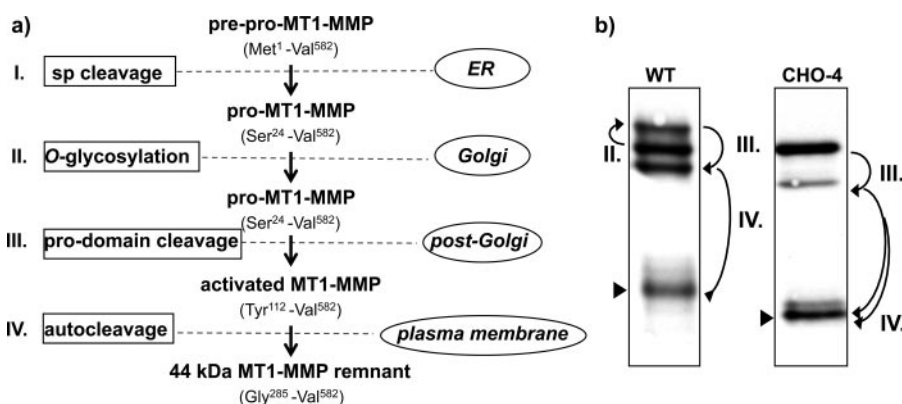 a)
pre-pro-MT1-MMP
(Met¹-Val⁵⁸²)
I. sp cleavage ER
pro-MT1-MMP
(Ser²⁴-Val⁵⁸²)
II. O-glycosylation Golgi
pro-MT1-MMP
(Ser²⁴-Val⁵⁸²)
III. pro-domain cleavage post-Golgi
activated MT1-MMP
(Tyr¹¹²-Val⁵⁸²)
IV. autocleavage plasma membrane
44 kDa MT1-MMP remnant
(Gly²⁸⁵-Val⁵⁸²)
b)
WT CHO-4
II. III. III.
IV.
IV.